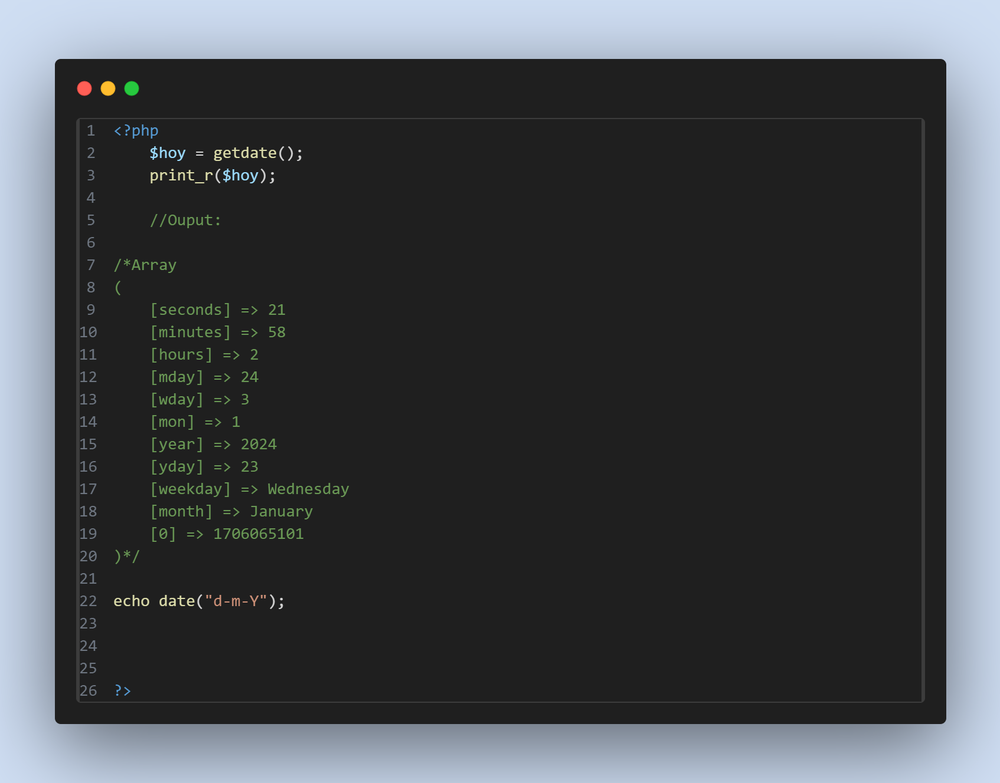 1 <?php
2     $hoy = getdate();
3     print_r($hoy);
4
5     //Ouput:
6
7 /*Array
8 (
9     [seconds] => 21
10     [minutes] => 58
11     [hours] => 2
12     [mday] => 24
13     [wday] => 3
14     [mon] => 1
15     [year] => 2024
16     [yday] => 23
17     [weekday] => Wednesday
18     [month] => January
19     [0] => 1706065101
20 )*/
21
22 echo date("d-m-Y");
23
24
25
26 ?>